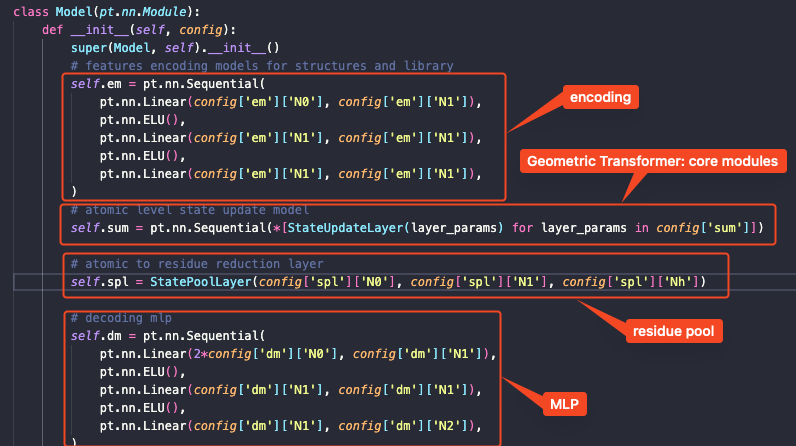 class Model(pt.nn.Module):
    def __init__(self, config):
        super(Model, self).__init__()
        # features encoding models for structures and library
        self.em = pt.nn.Sequential(
            pt.nn.Linear(config['em']['N0'], config['em']['N1']),
            pt.nn.ELU(),
            pt.nn.Linear(config['em']['N1'], config['em']['N1']),
            pt.nn.ELU(),
            pt.nn.Linear(config['em']['N1'], config['em']['N1']),
        )
encoding
Geometric Transformer: core modules
        # atomic level state update model
        self.sum = pt.nn.Sequential(*[StateUpdateLayer(layer_params) for layer_params in config['sum']])
        # atomic to residue reduction layer
        self.spl = StatePoolLayer(config['spl']['N0'], config['spl']['N1'], config['spl']['Nh'])
residue pool
        # decoding mlp
        self.dm = pt.nn.Sequential(
            pt.nn.Linear(2*config['dm']['N0'], config['dm']['N1']),
            pt.nn.ELU(),
            pt.nn.Linear(config['dm']['N1'], config['dm']['N1']),
            pt.nn.ELU(),
            pt.nn.Linear(config['dm']['N1'], config['dm']['N2']),
        )
MLP